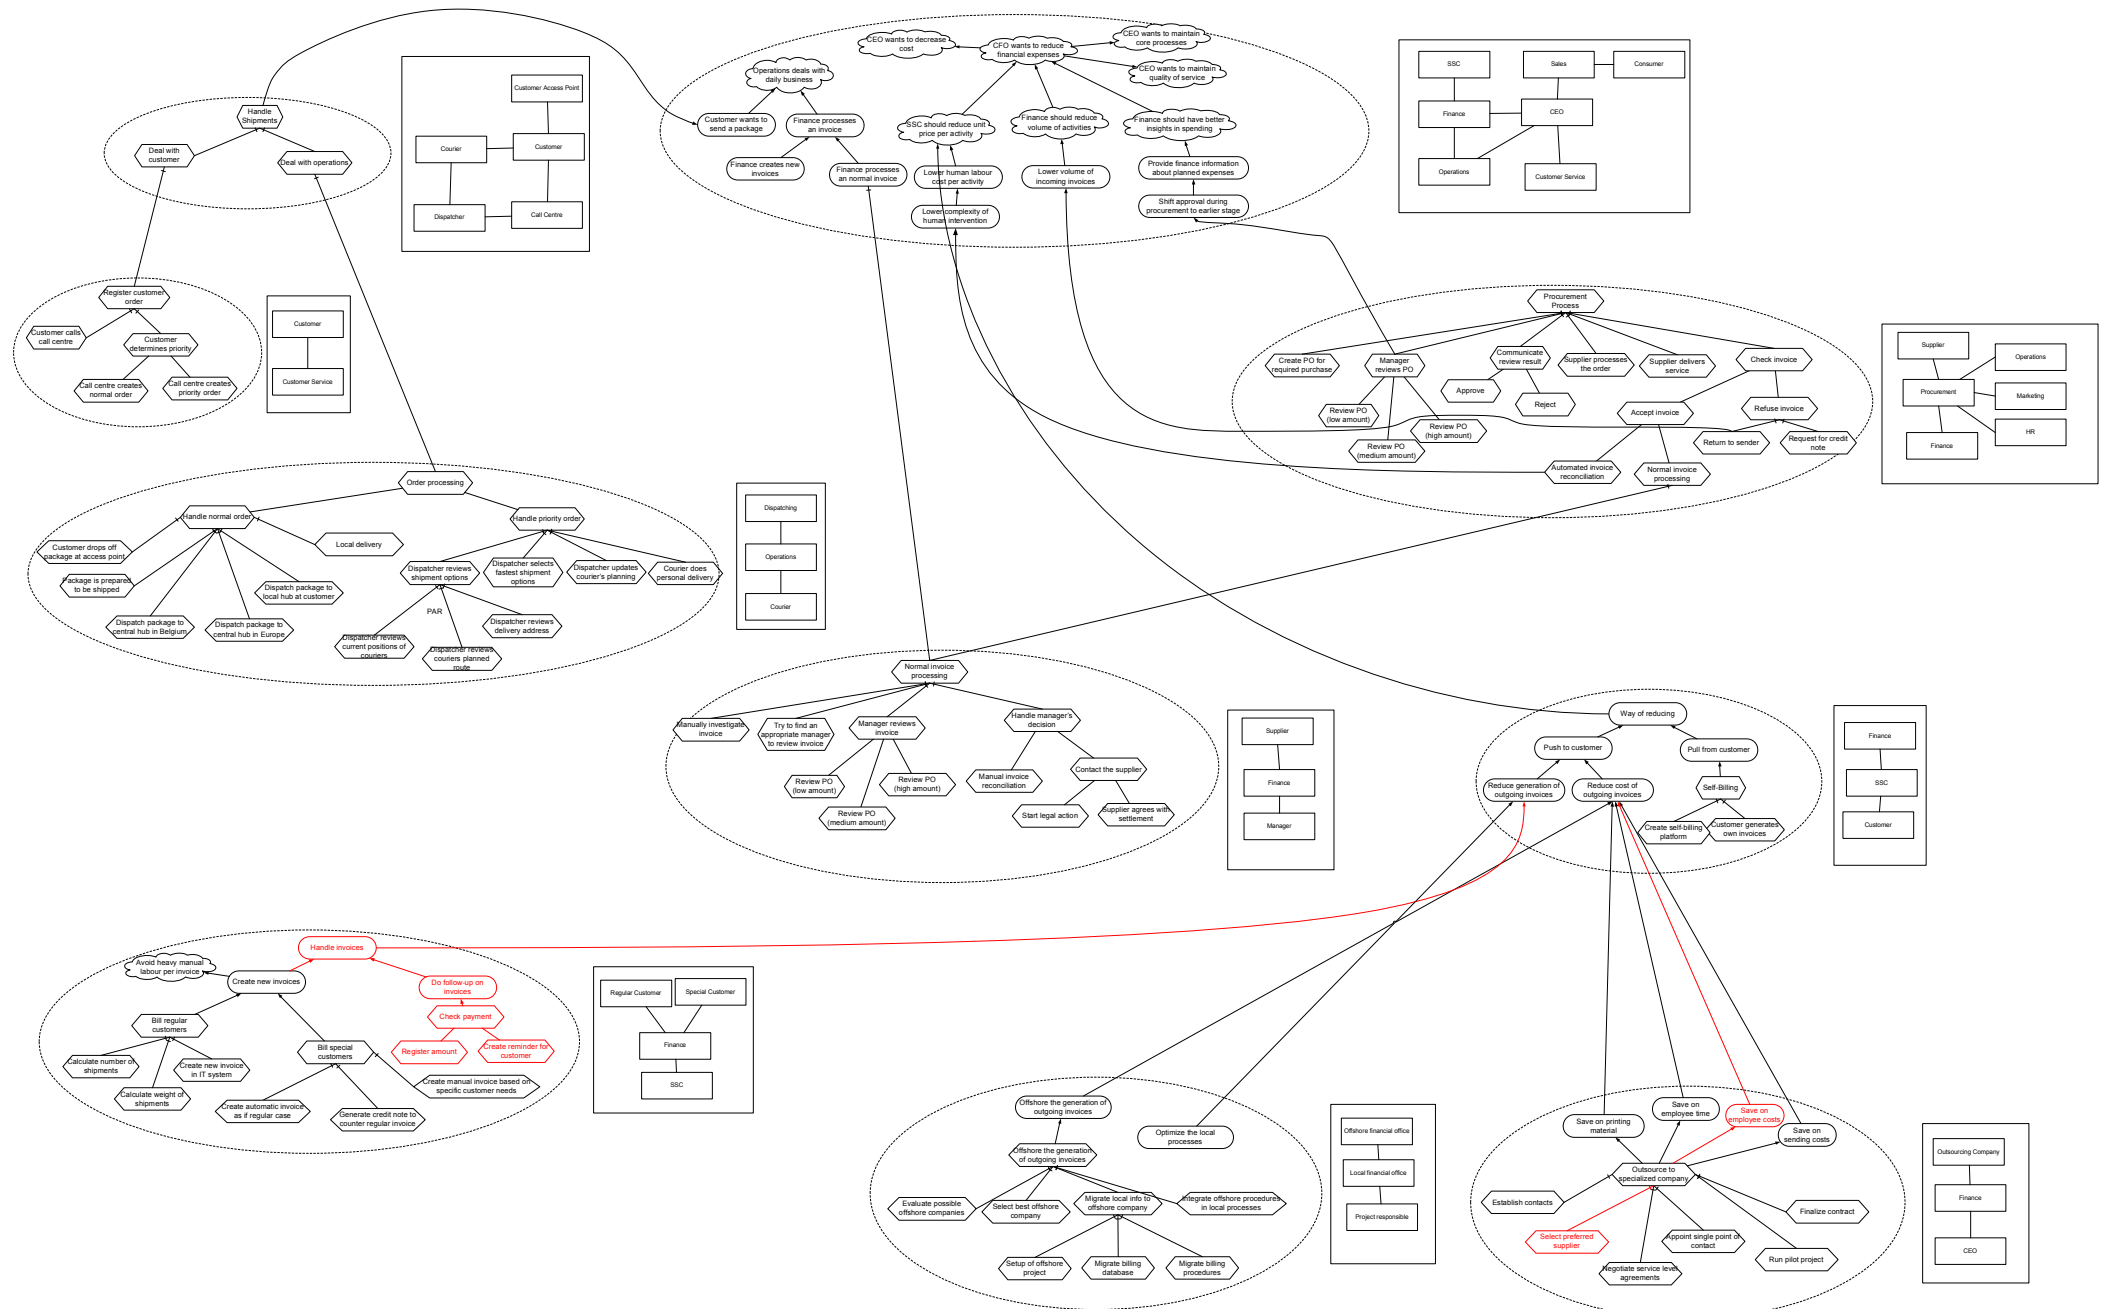 CEO wants to decrease
cost
CFO wants to reduce
financial expenses
CEO wants to maintain
core processes
CEO wants to maintain
quality of service
Operations deals with
daily business
Customer wants to
send a package
Finance processes
an invoice
SSC should reduce unit
price per activity
Finance should reduce
volume of activities
Finance should have better
insights in spending
Finance creates new
invoices
Finance processes
an normal invoice
Lower human labour
cost per activity
Lower volume of
incoming invoices
Provide finance information
about planned expenses
Lower complexity of
human intervention
Shift approval during
procurement to earlier stage
SSC
Sales
Consumer
Finance
CEO
Operations
Customer Service
Handle
Shipments
Deal with
customer
Deal with operations
Customer Access Point
Courier
Customer
Dispatcher
Call Centre
Register customer
order
Customer calls
call centre
Customer
determines priority
Call centre creates
normal order
Call centre creates
priority order
Customer
Customer Service
Procurement
Process
Create PO for
required purchase
Manager
reviews PO
Communicate
review result
Supplier processes
the order
Supplier delivers
service
Check invoice
Approve
Reject
Review PO
(low amount)
Review PO
(high amount)
Review PO
(medium amount)
Accept invoice
Refuse invoice
Return to sender
Request for credit
note
Automated invoice
reconciliation
Normal invoice
processing
Supplier
Operations
Procurement
Marketing
HR
Finance
Order processing
Handle normal order
Handle priority order
Customer drops off
package at access point
Local delivery
Package is prepared
to be shipped
Dispatch package to
local hub at customer
Dispatch package to
central hub in Belgium
Dispatch package to
central hub in Europe
Dispatcher reviews
shipment options
Dispatcher selects
fastest shipment
options
Dispatcher updates
courier's planning
Courier does
personal delivery
PAR
Dispatcher reviews
delivery address
Dispatcher reviews
current positions of
couriers
Dispatcher reviews
couriers planned
route
Dispatching
Operations
Courier
Normal invoice
processing
Manually investigate
invoice
Try to find an
appropriate manager
to review invoice
Manager reviews
invoice
Handle manager's
decision
Review PO
(low amount)
Review PO
(high amount)
Review PO
(medium amount)
Manual invoice
reconciliation
Contact the supplier
Start legal action
Supplier agrees with
settlement
Supplier
Finance
Manager
Way of reducing
Push to customer
Pull from customer
Reduce generation of
outgoing invoices
Reduce cost of
outgoing invoices
Self-Billing
Create self-billing
platform
Customer generates
own invoices
Finance
SSC
Customer
Handle invoices
Avoid heavy manual
labour per invoice
Create new invoices
Do follow-up on
invoices
Check payment
Register amount
Create reminder for
customer
Bill regular
customers
Bill special
customers
Calculate number of
shipments
Create new invoice
in IT system
Calculate weight of
shipments
Create automatic invoice
as if regular case
Generate credit note to
counter regular invoice
Create manual invoice based on
specific customer needs
Regular Customer
Special Customer
Finance
SSC
Offshore the generation of
outgoing invoices
Optimize the local
processes
Offshore the generation
of outgoing invoices
Evaluate possible
offshore companies
Select best offshore
company
Migrate local info to
offshore company
Integrate offshore procedures
in local processes
Setup of offshore
project
Migrate billing
database
Migrate billing
procedures
Offshore financial office
Local financial office
Project responsible
Save on printing
material
Save on
employee time
Save on
employee costs
Save on
sending costs
Outsource to
specialized company
Establish contacts
Select preferred
supplier
Negotiate service level
agreements
Appoint single point of
contact
Run pilot project
Finalize contract
Outsourcing Company
Finance
CEO